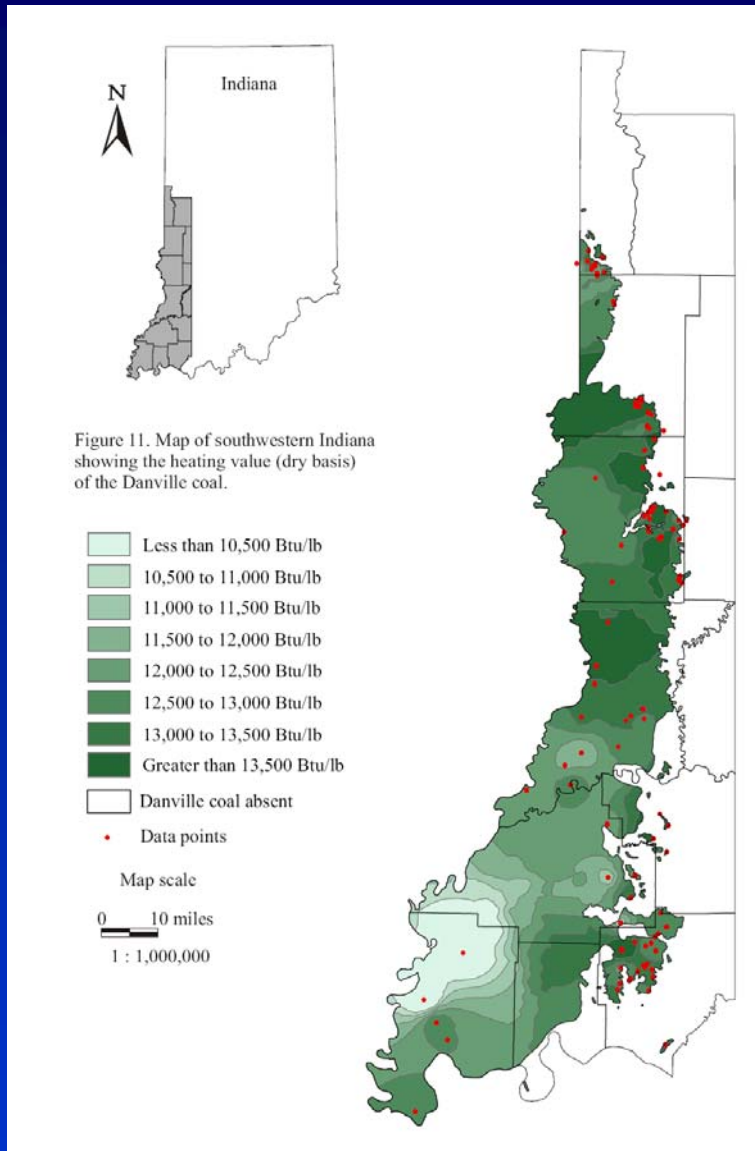 N
Indiana
Figure 11. Map of southwestern Indiana
showing the heating value (dry basis)
of the Danville coal.
Less than 10,500 Btu/lb
10,500 to 11,000 Btu/lb
11,000 to 11,500 Btu/lb
11,500 to 12,000 Btu/lb
12,000 to 12,500 Btu/lb
12,500 to 13,000 Btu/lb
13,000 to 13,500 Btu/lb
Greater than 13,500 Btu/lb
Danville coal absent
Data points
Map scale
0 10 miles
1 : 1,000,000